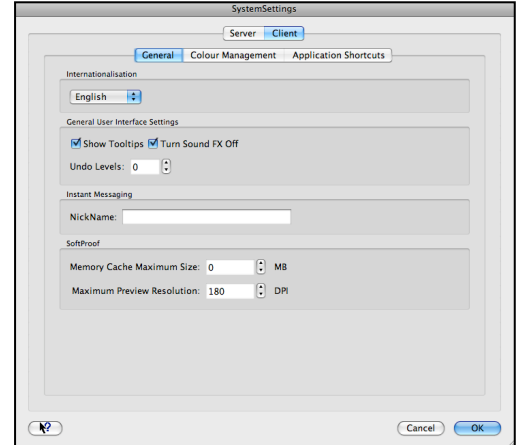 SystemSettings
Server Client
General Colour Management Application Shortcuts
Internationalisation
English
General User Interface Settings
Show Tooltips Turn Sound FX Off
Undo Levels: 0
Instant Messaging
NickName:
SoftProof
Memory Cache Maximum Size: 0 MB
Maximum Preview Resolution: 180 DPI
? Cancel OK